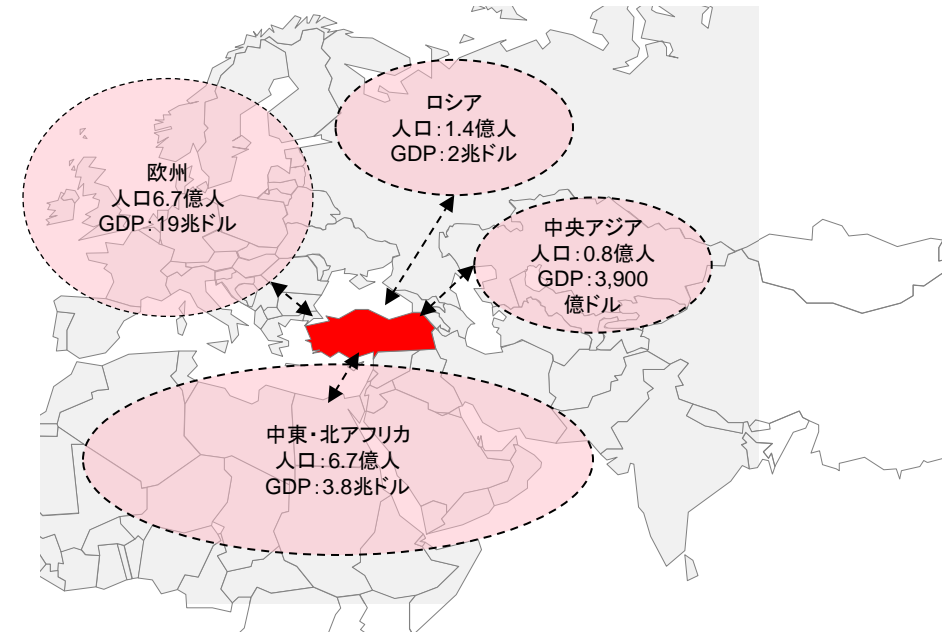 ロシア
人口：1.4億人
GDP：2兆ドル
欧州
人口6.7億人
GDP：19兆ドル
中央アジア
人口：0.8億人
GDP：3,900
億ドル
中東・北アフリカ
人口：6.7億人
GDP：3.8兆ドル